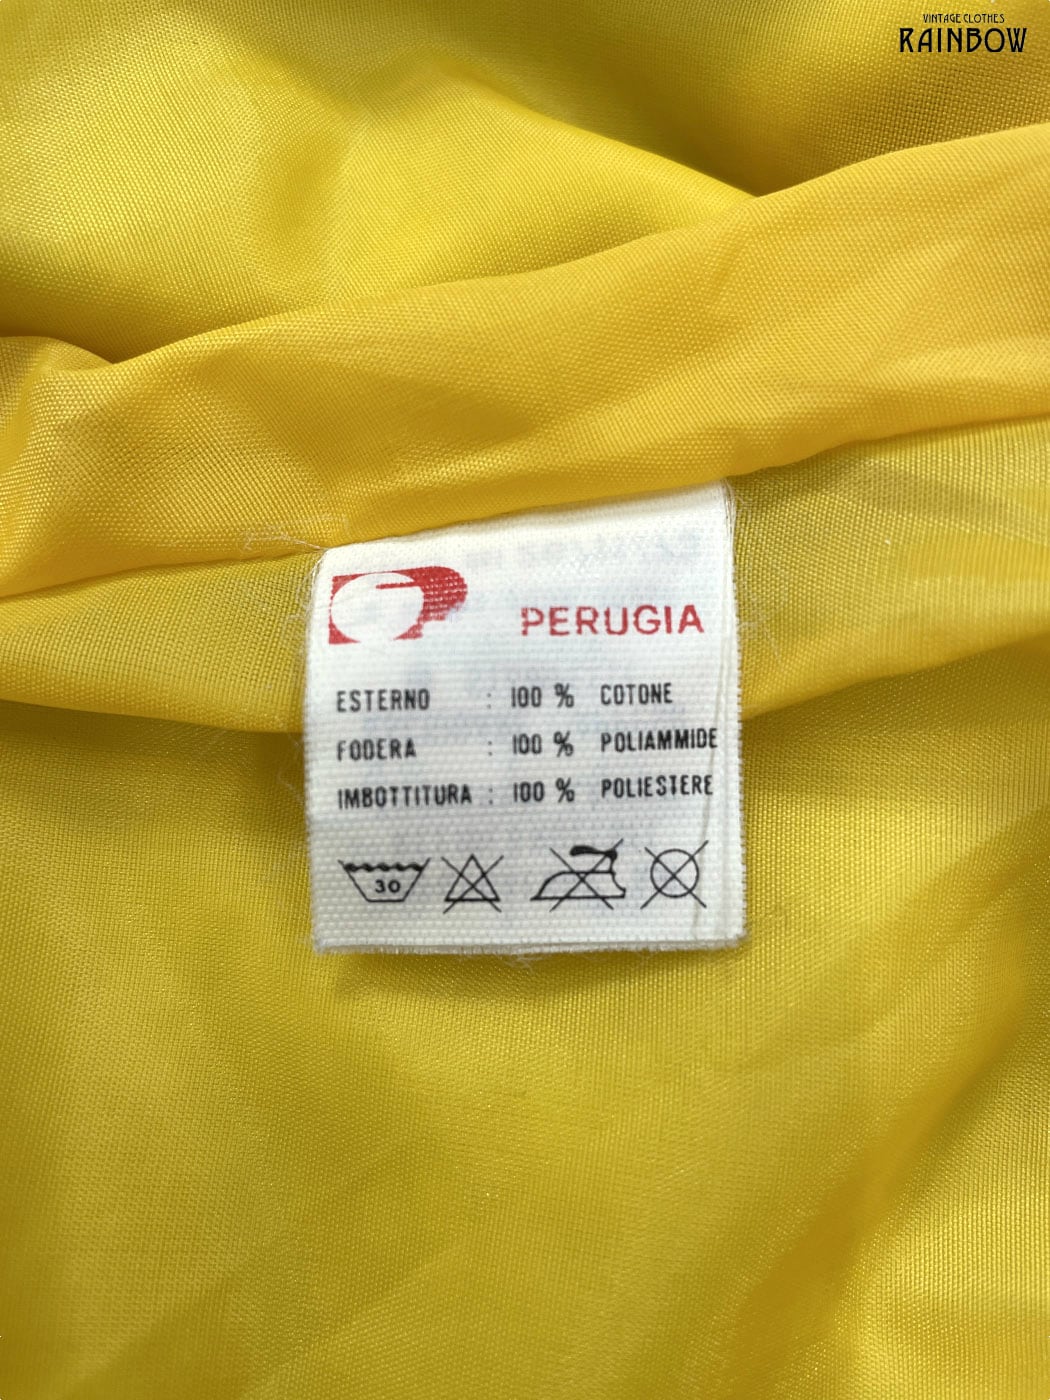 VINTAGE CLOTHES
RAINBOW
PERUGIA
ESTERNO : 100 % COTONE
FODERA : 100 % POLIAMMIDE
IMBOTTITURA : 100 % POLIESTERE
30